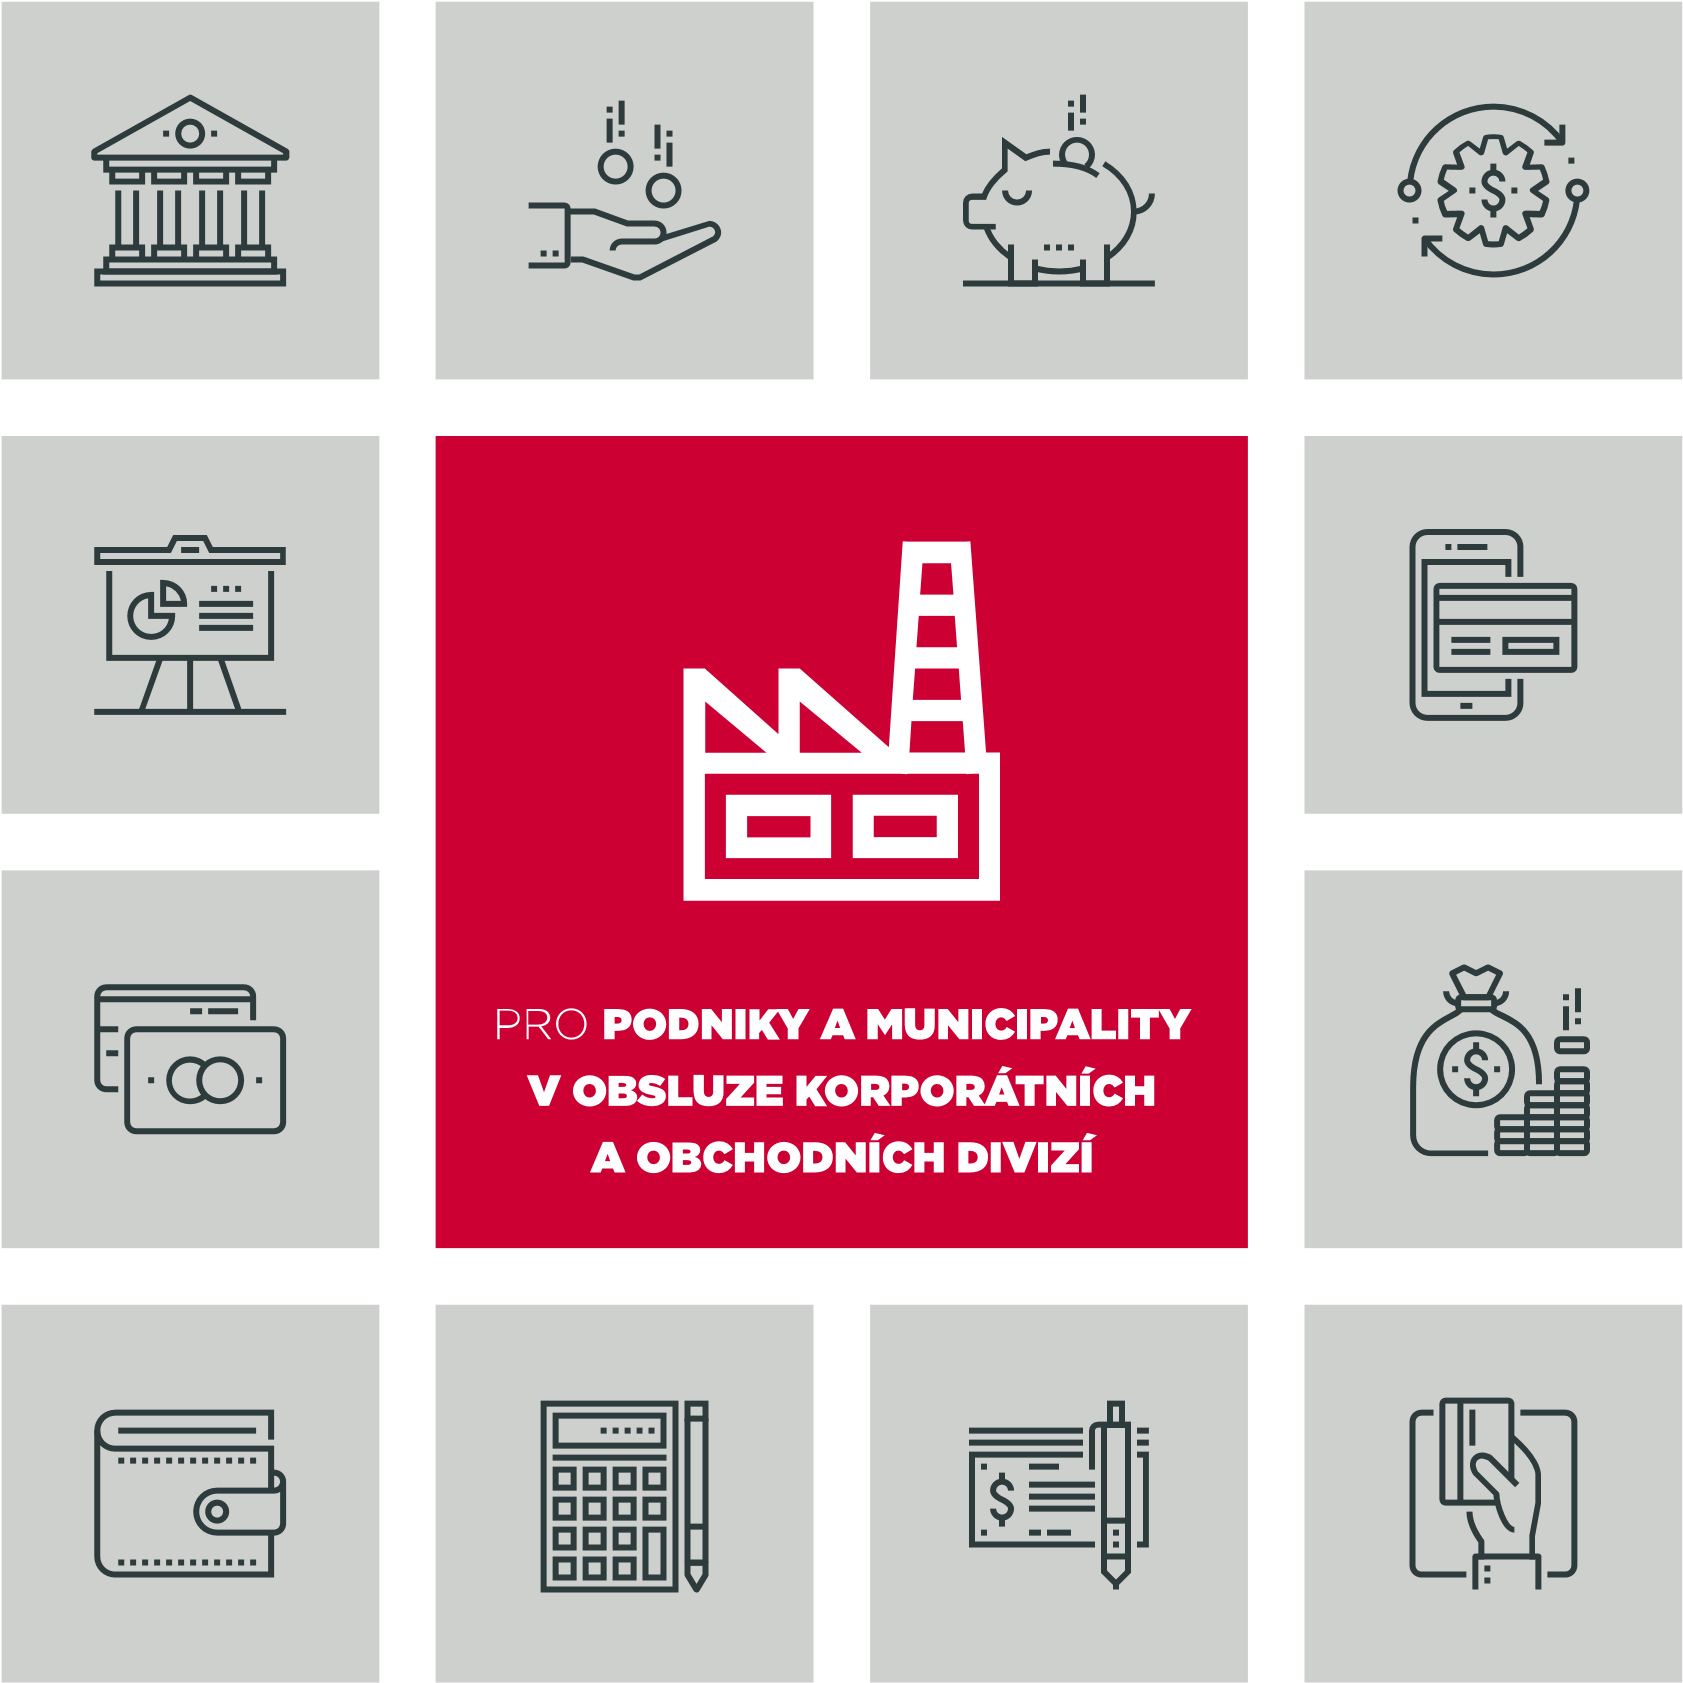 PRO PODNIKY A MUNICIPALITY
V OBSLUZE KORPORÁTNÍCH
A OBCHODNÍCH DIVIZÍ